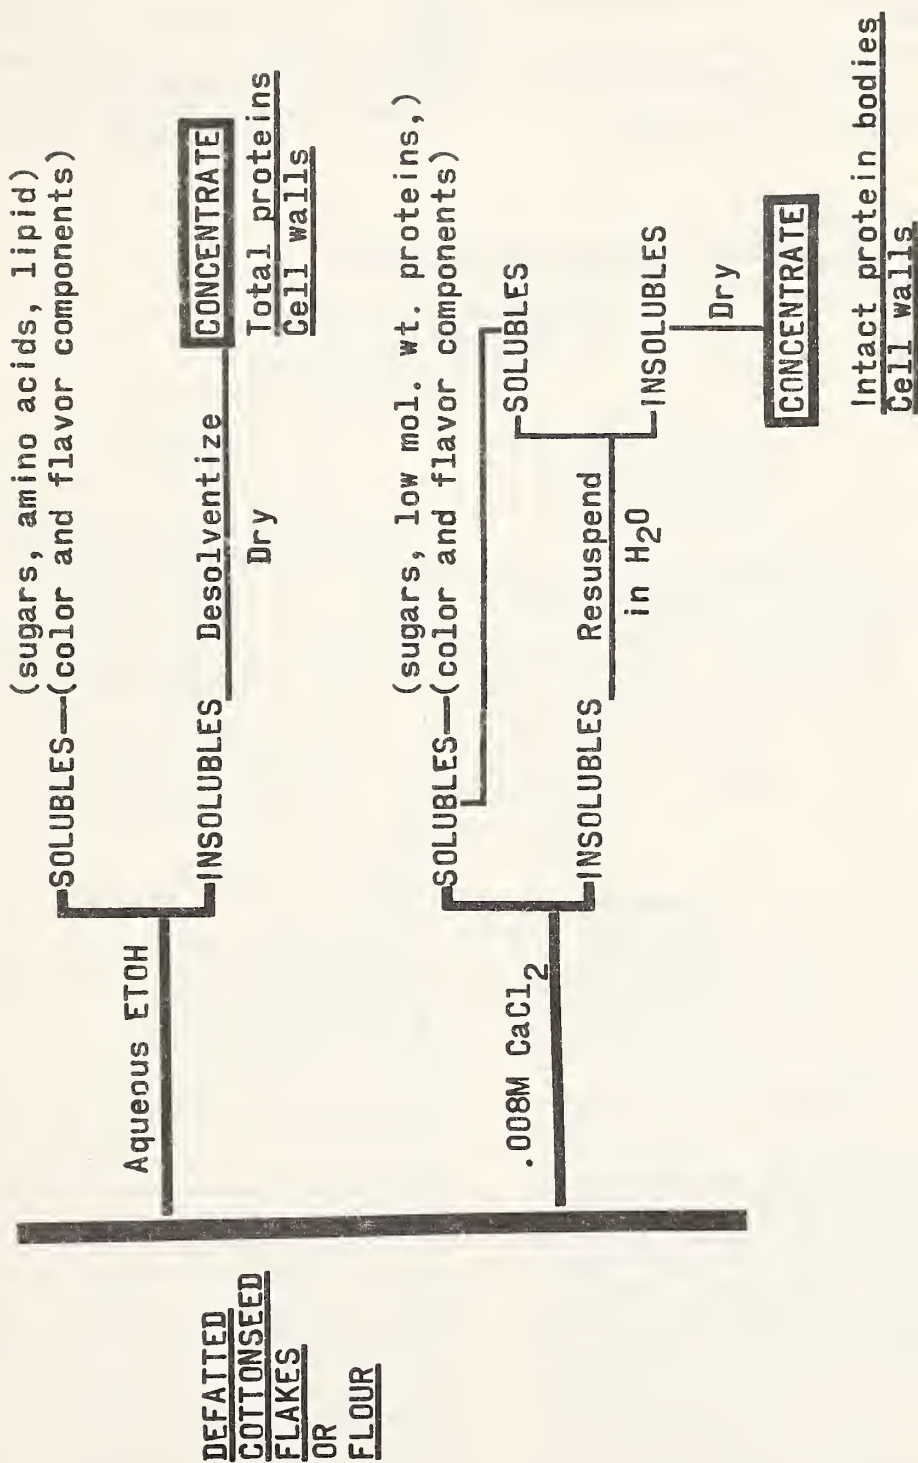 DEFATTED
COTTONSEED
FLAKES
OR
FLOUR
Aqueous ETOH
SOLUBLES
(sugars, amino acids, lipid)
(color and flavor components)
INSOLUBLES
Desolventize
Dry
CONCENTRATE
Total proteins
Cell walls
.008M CaCl2
SOLUBLES
(sugars, low mol. wt. proteins,)
(color and flavor components)
INSOLUBLES
Resuspend
in H2O
SOLUBLES
INSOLUBLES
Dry
CONCENTRATE
Intact protein bodies
Cell walls